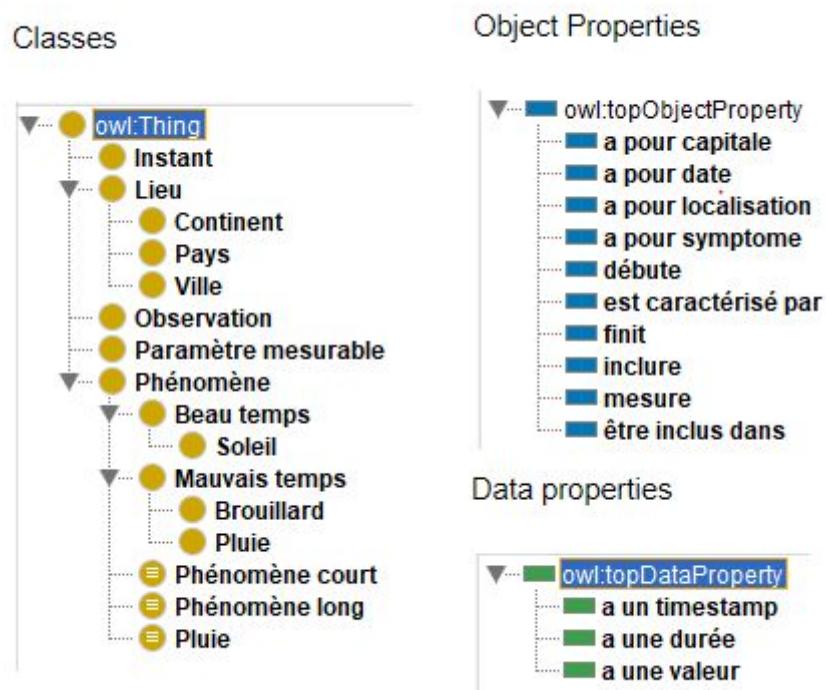 Classes
owl:Thing
Instant
Lieu
Continent
Pays
Ville
Observation
Paramètre mesurable
Phénomène
Beau temps
Soleil
Mauvais temps
Brouillard
Pluie
Phénomène court
Phénomène long
Pluie
Object Properties
owl:topObjectProperty
a pour capitale
a pour date
a pour localisation
a pour symptome
débute
est caractérisé par
finit
inclure
mesure
être inclus dans
Data properties
owl:topDataProperty
a un timestamp
a une durée
a une valeur